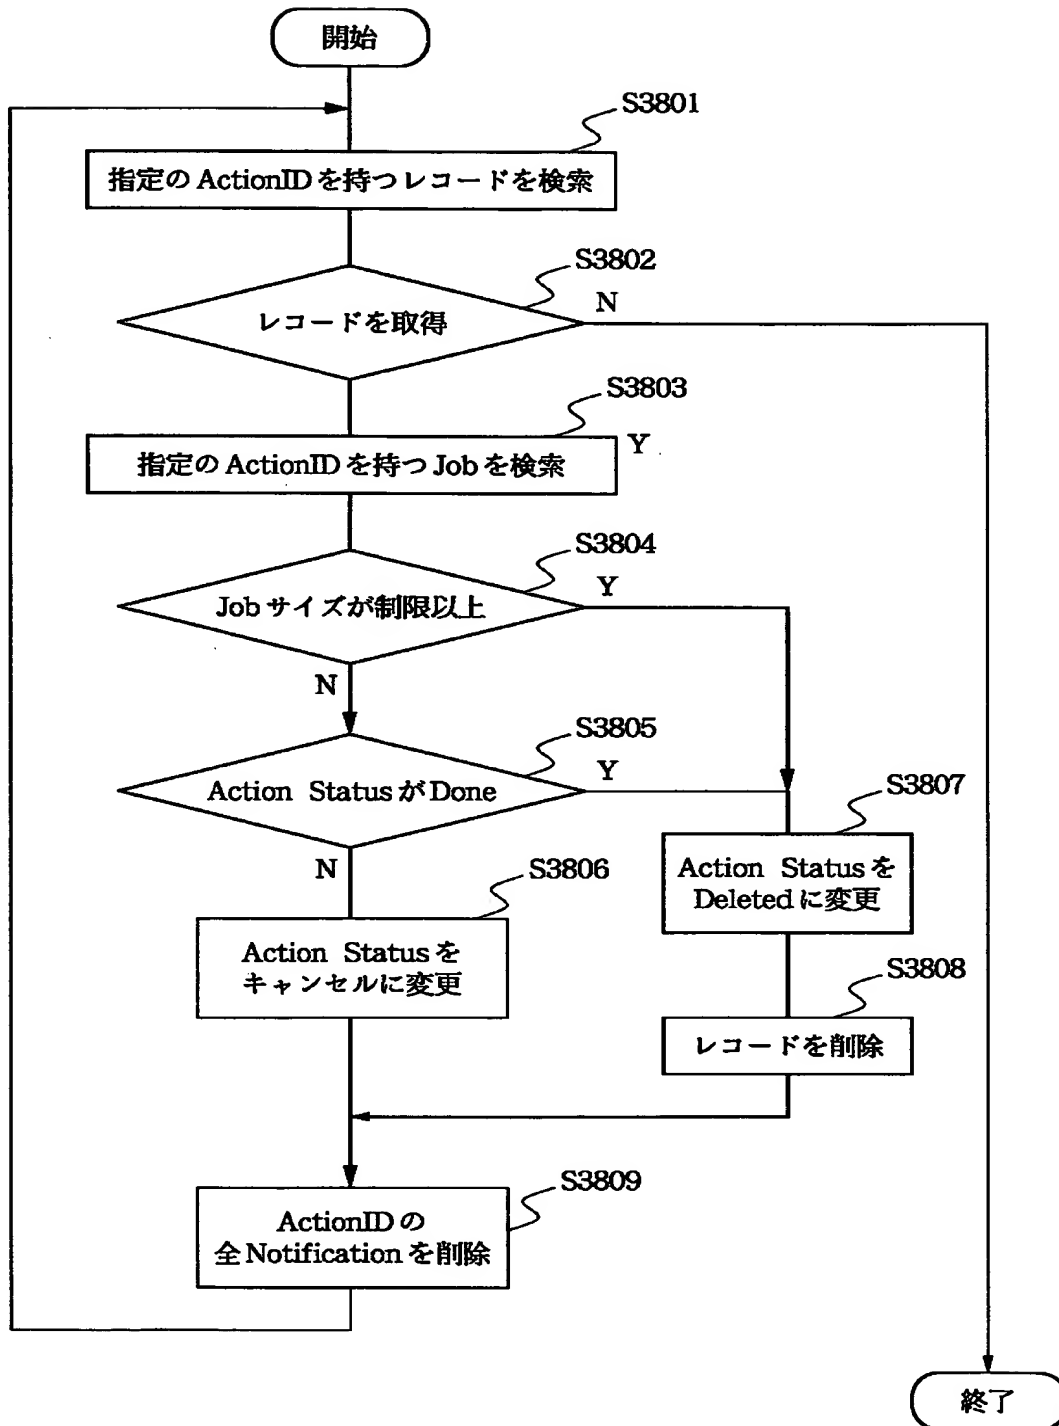 開始
S3801
指定の ActionID を持つレコードを検索
S3802
レコードを取得
N
S3803
Y
指定の ActionID を持つ Job を検索
S3804
Job サイズが制限以上
Y
N
S3805
Action Status が Done
Y
N
S3806
Action Status を
キャンセルに変更
S3807
Action Status を
Deleted に変更
S3808
レコードを削除
S3809
ActionID の
全 Notification を削除
終了